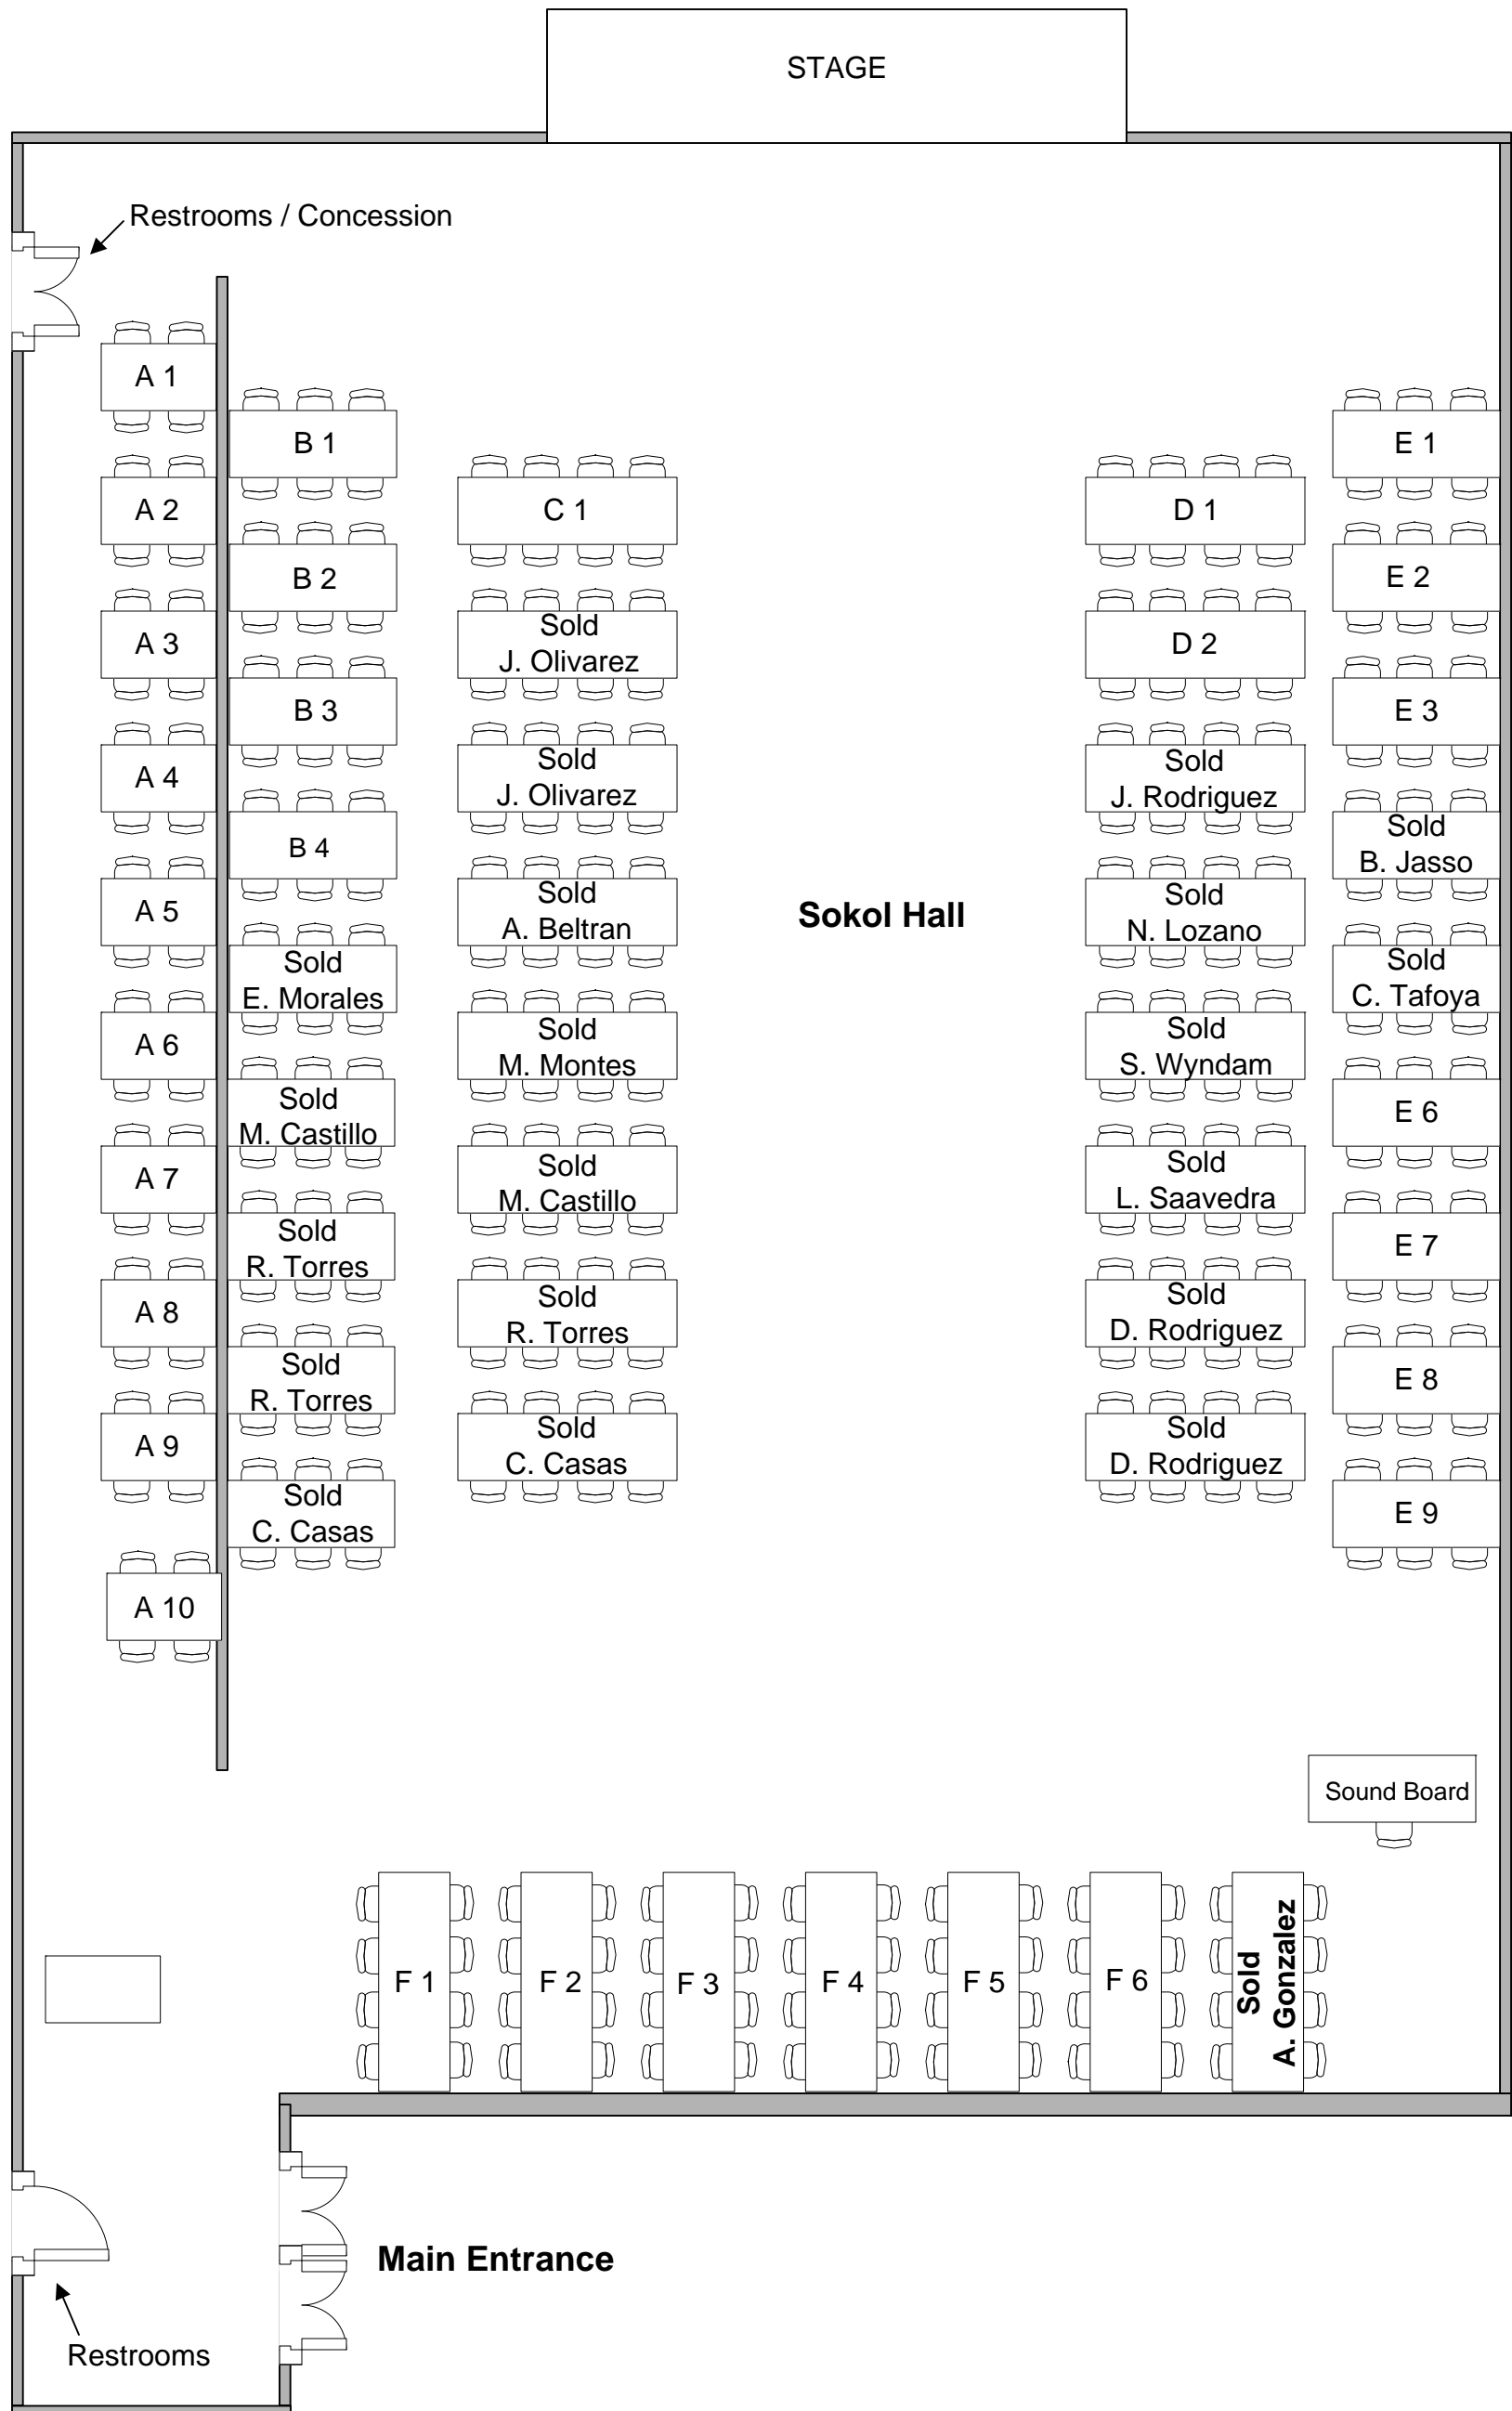 STAGE
Restrooms / Concession
A 1
A 2
A 3
A 4
A 5
A 6
A 7
A 8
A 9
A 10
B 1
B 2
B 3
B 4
Sold
E. Morales
Sold
M. Castillo
Sold
R. Torres
Sold
R. Torres
Sold
C. Casas
C 1
Sold
J. Olivarez
Sold
J. Olivarez
Sold
A. Beltran
Sold
M. Montes
Sold
M. Castillo
Sold
R. Torres
Sold
C. Casas
Sokol Hall
D 1
D 2
Sold
J. Rodriguez
Sold
N. Lozano
Sold
S. Wyndam
Sold
L. Saavedra
Sold
D. Rodriguez
Sold
D. Rodriguez
E 1
E 2
E 3
Sold
B. Jasso
Sold
C. Tafoya
E 6
E 7
E 8
E 9
Sound Board
F 1
F 2
F 3
F 4
F 5
F 6
Sold
A. Gonzalez
Main Entrance
Restrooms